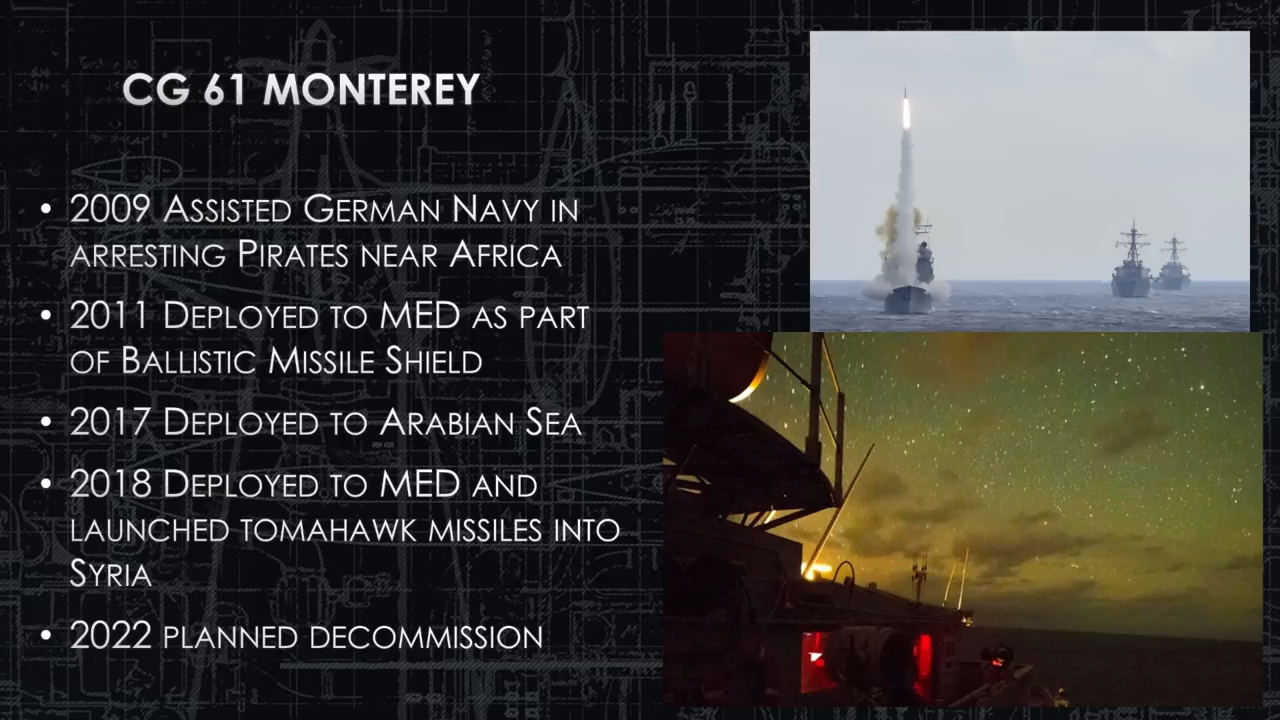 CG 61 MONTEREY
• 2009 Assisted German Navy in
arresting Pirates near Africa
• 2011 Deployed to MED as part
of Ballistic Missile Shield
• 2017 Deployed to Arabian Sea
• 2018 Deployed to MED and
launched tomahawk missiles into
Syria
• 2022 planned decommission